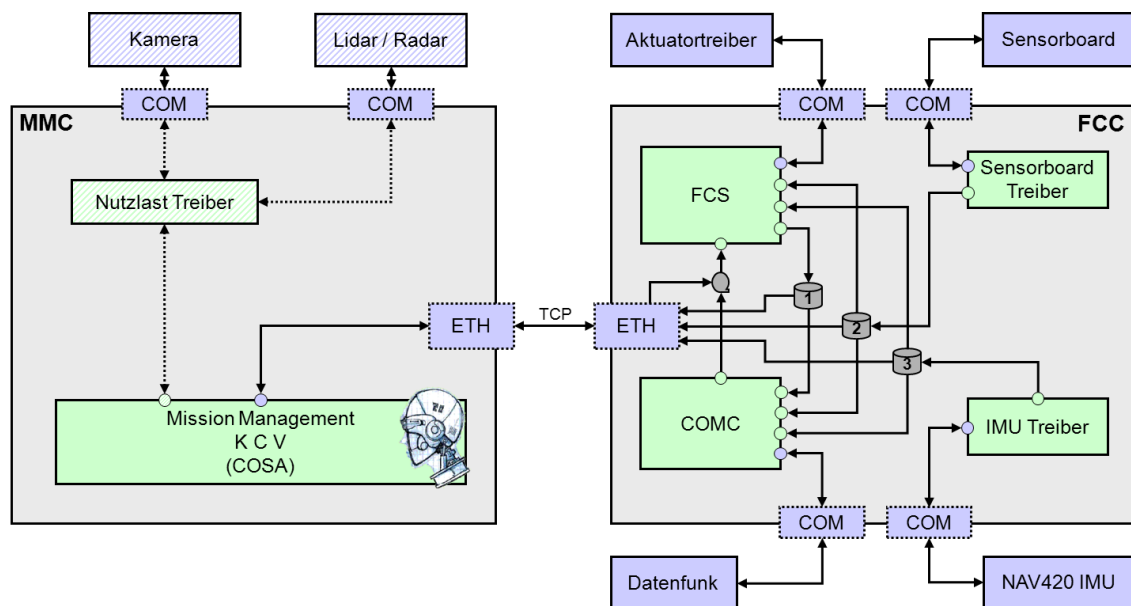 Kamera
Lidar / Radar
Aktuatortreiber
Sensorboard
COM
COM
COM
COM
MMC
FCC
Nutzlast Treiber
FCS
Sensorboard
Treiber
1
2
3
ETH
TCP
ETH
Mission Management
K C V
(COSA)
COMC
IMU Treiber
COM
COM
Datenfunk
NAV420 IMU